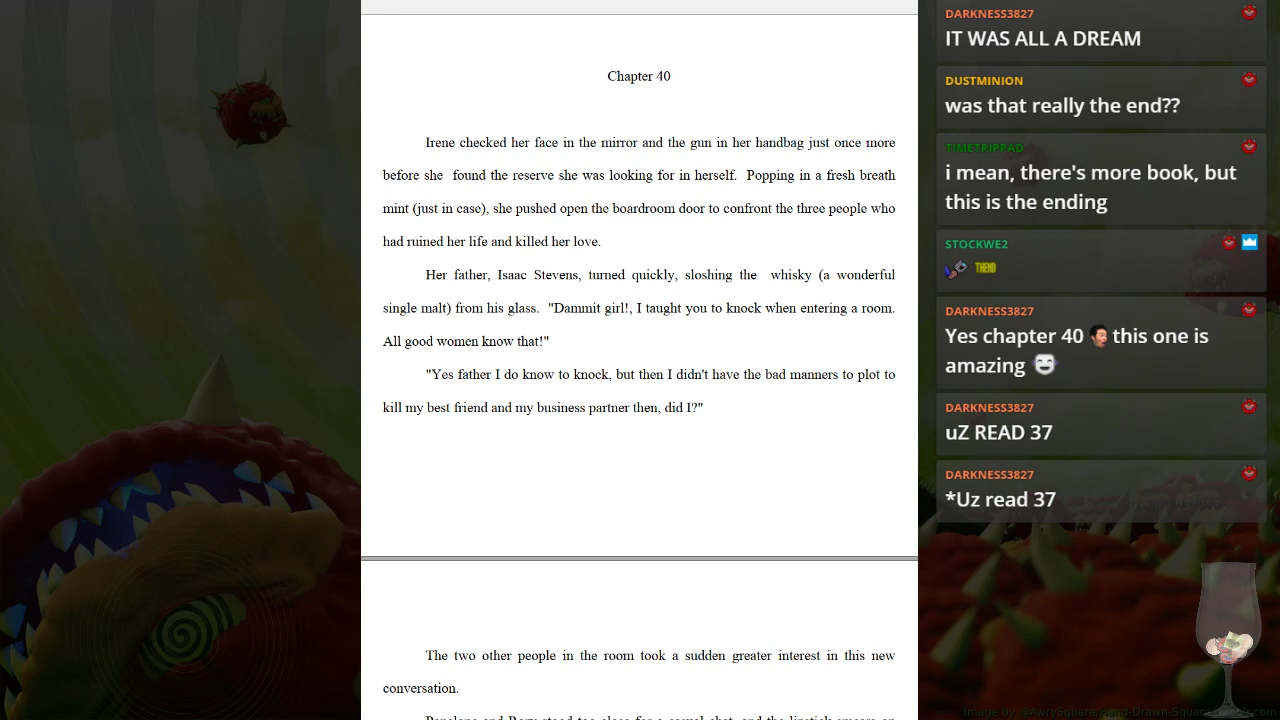 Chapter 40
Irene checked her face in the mirror and the gun in her handbag just once more
before she  found the reserve she was looking for in herself.  Popping in a fresh breath
mint (just in case), she pushed open the boardroom door to confront the three people who
had ruined her life and killed her love.
Her father, Isaac Stevens, turned quickly, sloshing the  whisky (a wonderful
single malt) from his glass.  "Dammit girl!, I taught you to knock when entering a room.
All good women know that!"
"Yes father I do know to knock, but then I didn't have the bad manners to plot to
kill my best friend and my business partner then, did I?"
The two other people in the room took a sudden greater interest in this new
conversation.
DARKNESS3827
IT WAS ALL A DREAM
DUSTMINION
was that really the end??
TIMETRIPPAD
i mean, there's more book, but
this is the ending
STOCKWE2
THEND
DARKNESS3827
Yes chapter 40 this one is
amazing
DARKNESS3827
uZ READ 37
DARKNESS3827
*Uz read 37